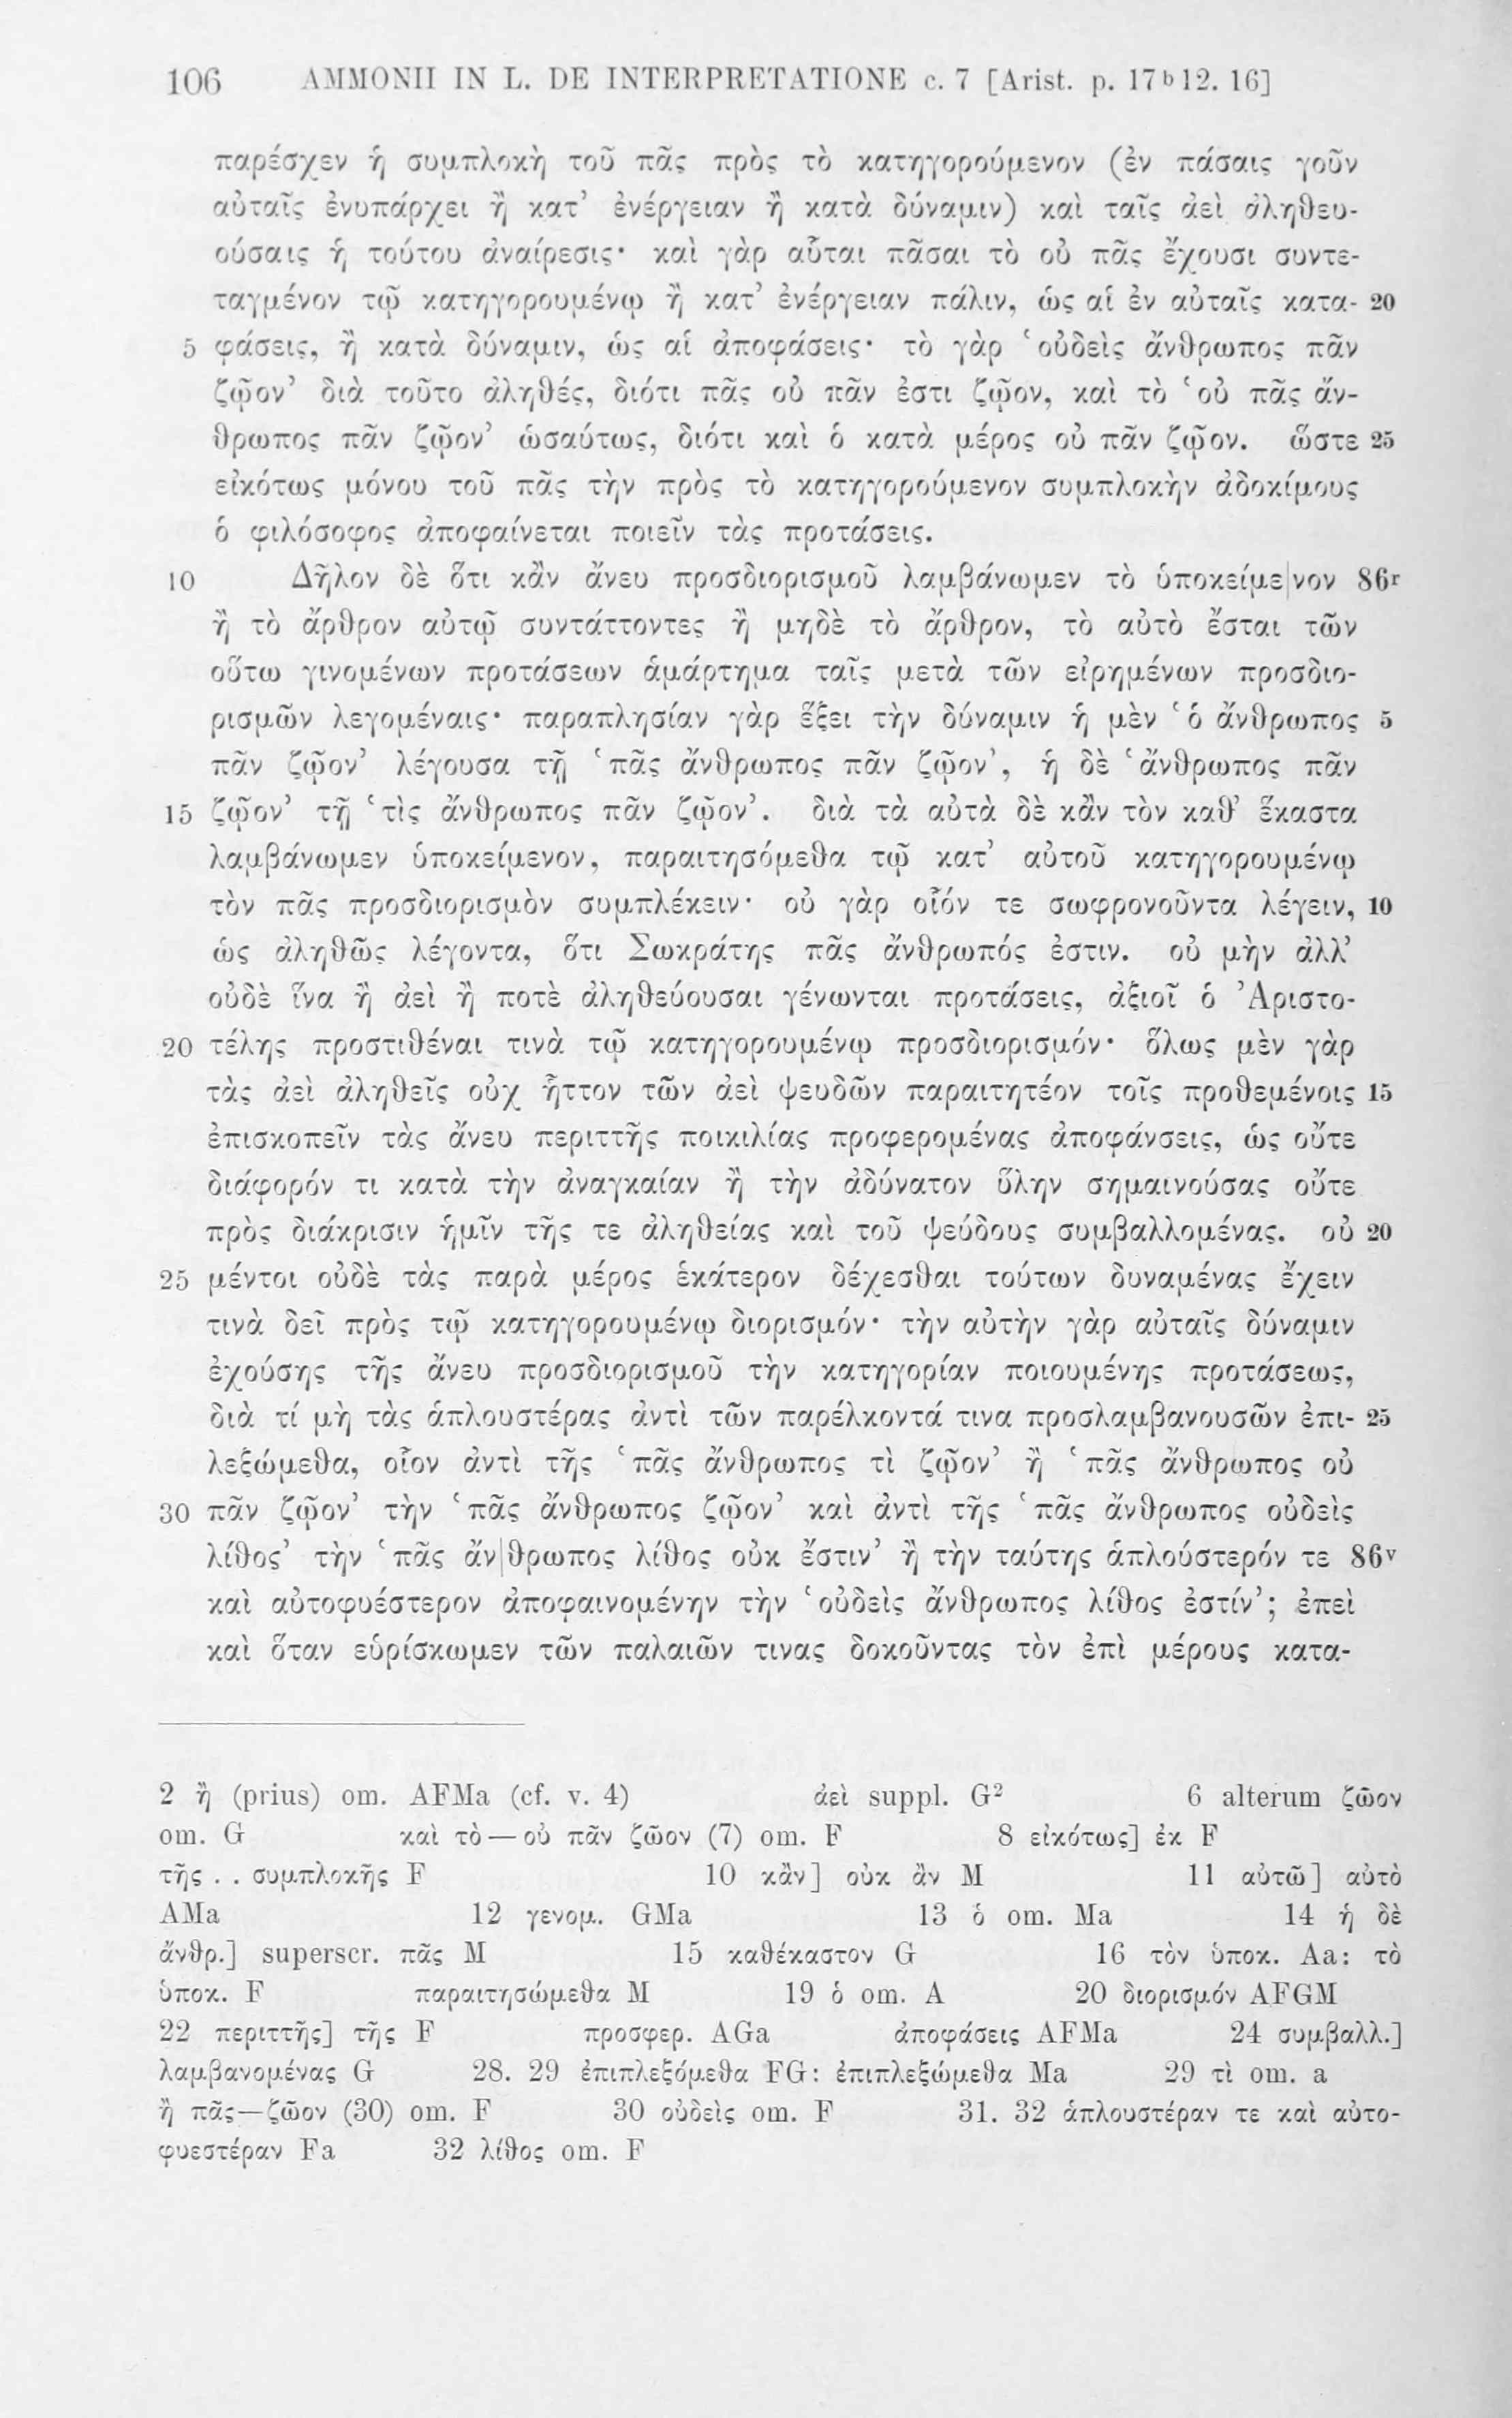 106 AMMONII IN L. DE INTERPRETATIONE c. 7 [Arist. p. 17ᵇ12. 16]
παρέσχεν ἡ συμπλοκὴ τοῦ πᾶς πρὸς τὸ κατηγορούμενον (ἐν πάσαις γοῦν
αὐταῖς ἐνυπάρχει ἢ κατ’ ἐνέργειαν ἢ κατὰ δύναμιν) καὶ ταῖς ἀεὶ ἀληθευ-
ούσαις ἡ τούτου ἀναίρεσις· καὶ γὰρ αὗται πᾶσαι τὸ οὐ πᾶς ἔχουσι συντε-
ταγμένον τῷ κατηγορουμένῳ ἢ κατ’ ἐνέργειαν πάλιν, ὡς αἱ ἐν αὐταῖς κατα- 20
5 φάσεις, ἢ κατὰ δύναμιν, ὡς αἱ ἀποφάσεις· τὸ γὰρ ‘οὐδεὶς ἄνθρωπος πᾶν
ζῷον’ διὰ τοῦτο ἀληθές, διότι πᾶς οὐ πᾶν ἐστι ζῷον, καὶ τὸ ‘οὐ πᾶς ἄν-
θρωπος πᾶν ζῷον’ ὡσαύτως, διότι καὶ ὁ κατὰ μέρος οὐ πᾶν ζῷον. ὥστε 25
εἰκότως μόνου τοῦ πᾶς τὴν πρὸς τὸ κατηγορούμενον συμπλοκὴν ἀδοκίμους
ὁ φιλόσοφος ἀποφαίνεται ποιεῖν τὰς προτάσεις.
10 Δῆλον δὲ ὅτι κἂν ἄνευ προσδιορισμοῦ λαμβάνωμεν τὸ ὑποκείμε|νον 86ʳ
ἢ τὸ ἄρθρον αὐτῷ συντάττοντες ἢ μηδὲ τὸ ἄρθρον, τὸ αὐτὸ ἔσται τῶν
οὕτω γινομένων προτάσεων ἁμάρτημα ταῖς μετὰ τῶν εἰρημένων προσδιο-
ρισμῶν λεγομέναις· παραπλησίαν γὰρ ἕξει τὴν δύναμιν ἡ μὲν ‘ὁ ἄνθρωπος 5
πᾶν ζῷον’ λέγουσα τῇ ‘πᾶς ἄνθρωπος πᾶν ζῷον’, ἡ δὲ ‘ἄνθρωπος πᾶν
15 ζῷον’ τῇ ‘τὶς ἄνθρωπος πᾶν ζῷον’. διὰ τὰ αὐτὰ δὲ κἂν τὸν καθ’ ἕκαστα
λαμβάνωμεν ὑποκείμενον, παραιτησόμεθα τῷ κατ’ αὐτοῦ κατηγορουμένῳ
τὸν πᾶς προσδιορισμὸν συμπλέκειν· οὐ γὰρ οἷόν τε σωφρονοῦντα λέγειν, 10
ὡς ἀληθῶς λέγοντα, ὅτι Σωκράτης πᾶς ἄνθρωπός ἐστιν. οὐ μὴν ἀλλ’
οὐδὲ ἵνα ἢ ἀεὶ ἢ ποτὲ ἀληθεύουσαι γένωνται προτάσεις, ἀξιοῖ ὁ Ἀριστο-
20 τέλης προστιθέναι τινὰ τῷ κατηγορουμένῳ προσδιορισμόν· ὅλως μὲν γὰρ
τὰς ἀεὶ ἀληθεῖς οὐχ ἧττον τῶν ἀεὶ ψευδῶν παραιτητέον τοῖς προθεμένοις 15
ἐπισκοπεῖν τὰς ἄνευ περιττῆς ποικιλίας προφερομένας ἀποφάνσεις, ὡς οὔτε
διάφορόν τι κατὰ τὴν ἀναγκαίαν ἢ τὴν ἀδύνατον ὕλην σημαινούσας οὔτε
πρὸς διάκρισιν ἡμῖν τῆς τε ἀληθείας καὶ τοῦ ψεύδους συμβαλλομένας. οὐ 20
25 μέντοι οὐδὲ τὰς παρὰ μέρος ἑκάτερον δέχεσθαι τούτων δυναμένας ἔχειν
τινὰ δεῖ πρὸς τῷ κατηγορουμένῳ διορισμόν· τὴν αὐτὴν γὰρ αὐταῖς δύναμιν
ἐχούσης τῆς ἄνευ προσδιορισμοῦ τὴν κατηγορίαν ποιουμένης προτάσεως,
διὰ τί μὴ τὰς ἁπλουστέρας ἀντὶ τῶν παρέλκοντά τινα προσλαμβανουσῶν ἐπι- 25
λεξώμεθα, οἷον ἀντὶ τῆς ‘πᾶς ἄνθρωπος τὶ ζῷον’ ἢ ‘πᾶς ἄνθρωπος οὐ
30 πᾶν ζῷον’ τὴν ‘πᾶς ἄνθρωπος ζῷον’ καὶ ἀντὶ τῆς ‘πᾶς ἄνθρωπος οὐδεὶς
λίθος’ τὴν ‘πᾶς ἄν|θρωπος λίθος οὐκ ἔστιν’ ἢ τὴν ταύτης ἁπλούστερόν τε 86ᵛ
καὶ αὐτοφυέστερον ἀποφαινομένην τὴν ‘οὐδεὶς ἄνθρωπος λίθος ἐστίν’; ἐπεὶ
καὶ ὅταν εὑρίσκωμεν τῶν παλαιῶν τινας δοκοῦντας τὸν ἐπὶ μέρους κατα-
2 ἢ (prius) om. AFMa (cf. v. 4) ἀεὶ suppl. G² 6 alterum ζῶον
om. G καὶ τὸ — οὐ πᾶν ζῶον (7) om. F 8 εἰκότως] ἐκ F
τῆς . . συμπλοκῆς F 10 κἂν] οὐκ ἂν M 11 αὐτῶ] αὐτὸ
AMa 12 γενομ. GMa 13 ὁ om. Ma 14 ἡ δὲ
ἄνθρ.] superscr. πᾶς M 15 καθέκαστον G 16 τὸν ὑποκ. Aa: τὸ
ὑποκ. F παραιτησώμεθα M 19 ὁ om. A 20 διορισμόν AFGM
22 περιττῆς] τῆς F προσφερ. AGa ἀποφάσεις AFMa 24 συμβαλλ.]
λαμβανομένας G 28. 29 ἐπιπλεξόμεθα FG: ἐπιπλεξώμεθα Ma 29 τὶ om. a
ἢ πᾶς—ζῶον (30) om. F 30 οὐδεὶς om. F 31. 32 ἁπλουστέραν τε καὶ αὐτο-
φυεστέραν Fa 32 λίθος om. F